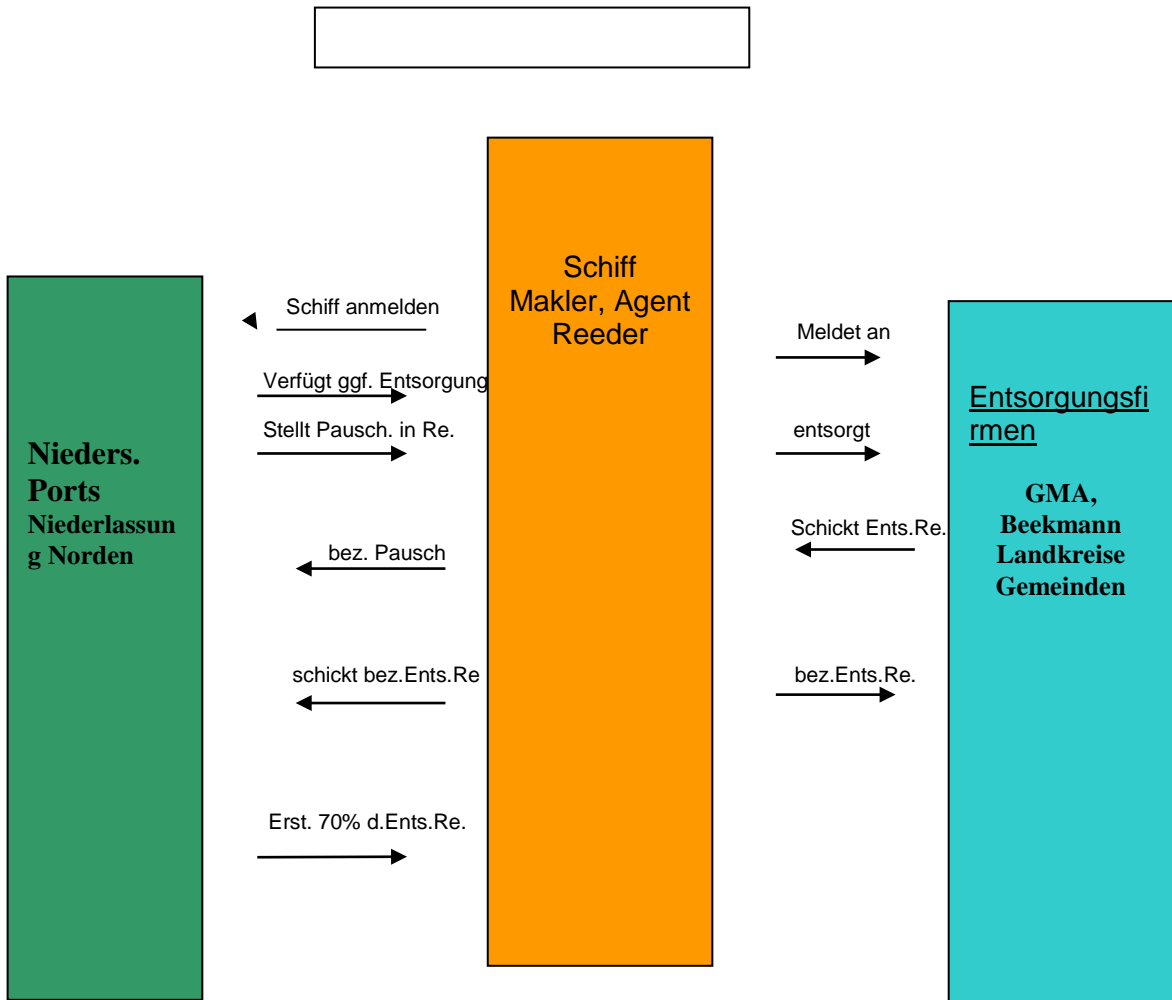 Schiff
Makler, Agent
Reeder
Schiff anmelden
Meldet an
Verfügt ggf. Entsorgung
Entsorgungsfi
rmen
Stellt Pausch. in Re.
entsorgt
Nieders.
Ports
Niederlassun
g Norden
GMA,
Beekmann
Landkreise
Gemeinden
Schickt Ents.Re.
bez. Pausch
schickt bez.Ents.Re
bez.Ents.Re.
Erst. 70% d.Ents.Re.